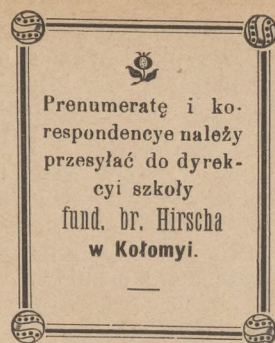 Prenumeratę i ko-
respondencye należy
przesyłać do dyrek-
cyi szkoły
fund. br. Hirscha
w Kołomyi.